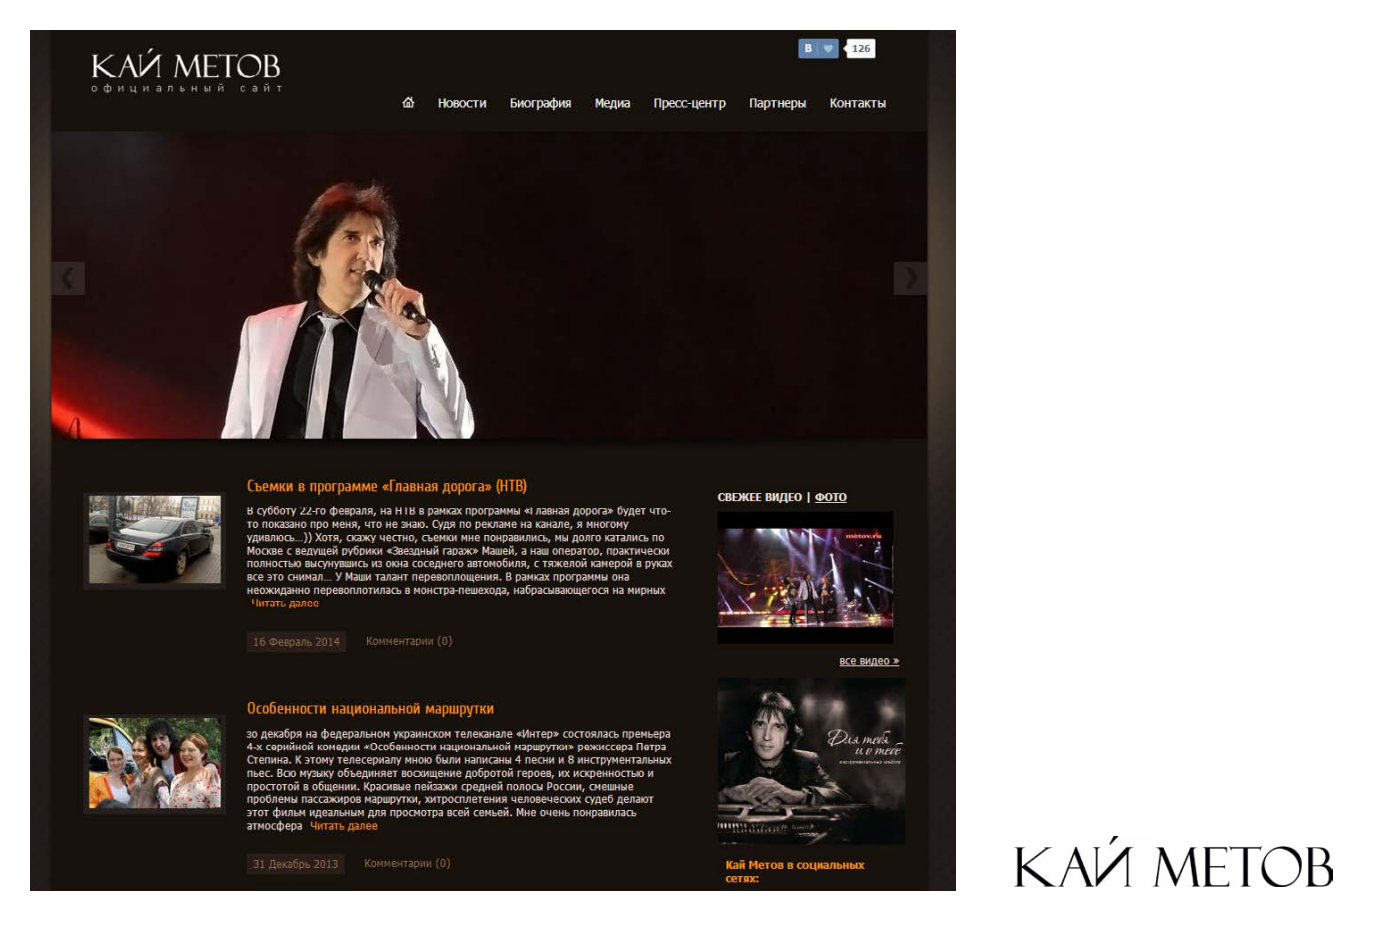 КАЙ МЕТОВ
официальный сайт
В 126
Новости Биография Медиа Пресс-центр Партнеры Контакты
Съемки в программе «Главная дорога» (НТВ)
В субботу 22-го февраля, на НТВ в рамках программы «Главная дорога» будет что-
то показано про меня, что не знаю. Судя по рекламе на канале, я многому
удивлюсь...)) Хотя, скажу честно, съемки мне понравились, мы долго катались по
Москве с ведущей рубрики «Звездный гараж» Машей, а наш оператор, практически
полностью высунувшись из окна соседнего автомобиля, с тяжелой камерой в руках
все это снимал... У Маши талант перевоплощения. В рамках программы она
неожиданно перевоплотилась в монстра-пешехода, набрасывающегося на мирных
Читать далее
16 Февраль 2014 Комментарии (0)
Особенности национальной маршрутки
30 декабря на федеральном украинском телеканале «Интер» состоялась премьера
4-х серийной комедии «Особенности национальной маршрутки» режиссера Петра
Степина. К этому телесериалу мною были написаны 4 песни и 8 инструментальных
пьес. Всю музыку объединяет восхищение добротой героев, их искренностью и
простотой в общении. Красивые пейзажи средней полосы России, смешные
проблемы пассажиров маршрутки, хитросплетения человеческих судеб делают
этот фильм идеальным для просмотра всей семьей. Мне очень понравилась
атмосфера Читать далее
31 Декабрь 2013 Комментарии (0)
СВЕЖЕЕ ВИДЕО | ФОТО
metov.ru
все видео »
Для тебя
и о тебе
инструментальный альбом
Кай Метов в социальных
сетях:
КАЙ МЕТОВ